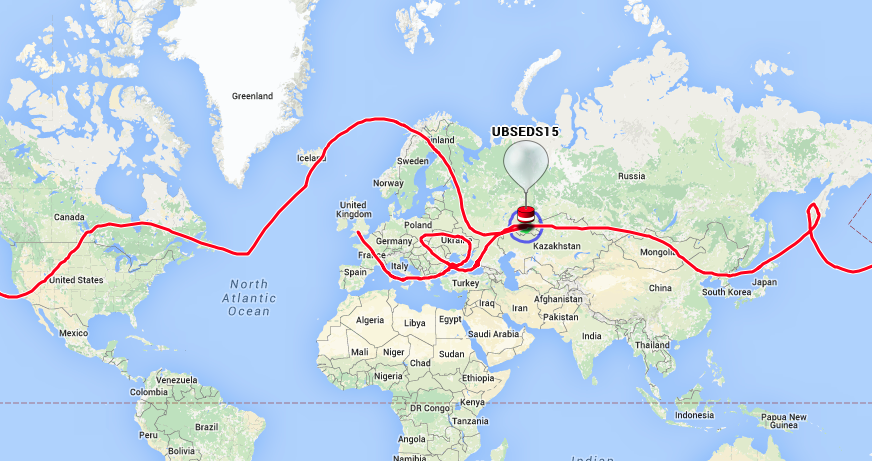 Greenland
UBSEDS15
Iceland
Finland
Sweden
Russia
Norway
United
Kingdom
Canada
Poland
Germany
Ukraine
Kazakhstan
Mongolia
France
Italy
Spain
Turkey
United States
China
Japan
South Korea
North
Atlantic
Ocean
Iraq
Iran
Afghanistan
Pakistan
Algeria
Libya
Egypt
Saudi Arabia
India
Mexico
Mali
Niger
Sudan
Thailand
Chad
Nigeria
Ethiopia
Venezuela
Colombia
Kenya
DR Congo
Tanzania
Indonesia
Papua New
Guinea
Brazil
Peru
Bolivia
Angola
Namibia
Indian